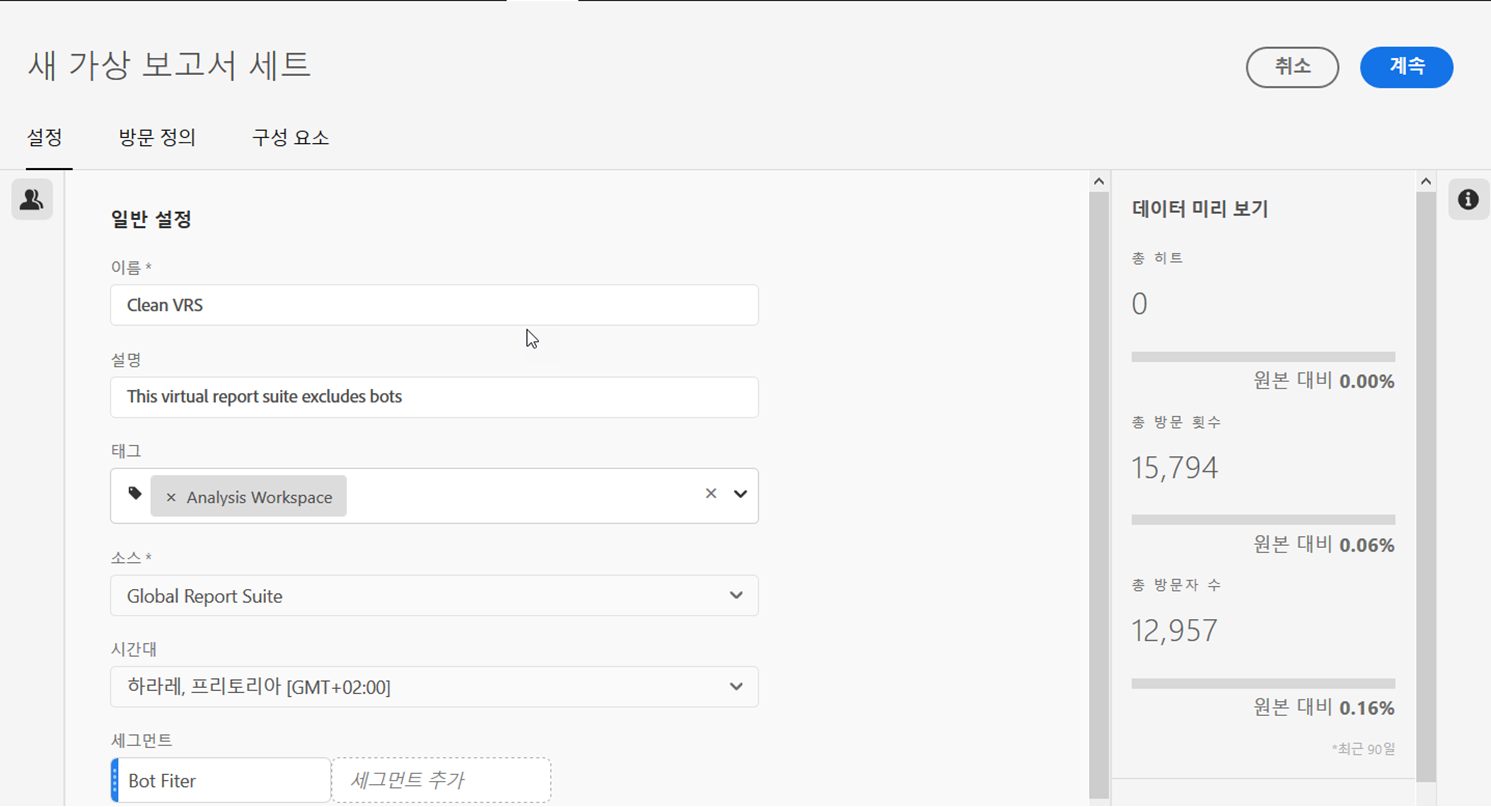 새 가상 보고서 세트
취소
계속
설정
방문 정의
구성 요소
일반 설정
이름 *
Clean VRS
설명
This virtual report suite excludes bots
태그
× Analysis Workspace
소스 *
Global Report Suite
시간대
하라레, 프리토리아 [GMT+02:00]
세그먼트
Bot Fiter
세그먼트 추가
데이터 미리 보기
총 히트
0
원본 대비 0.00%
총 방문 횟수
15,794
원본 대비 0.06%
총 방문자 수
12,957
원본 대비 0.16%
*최근 90일